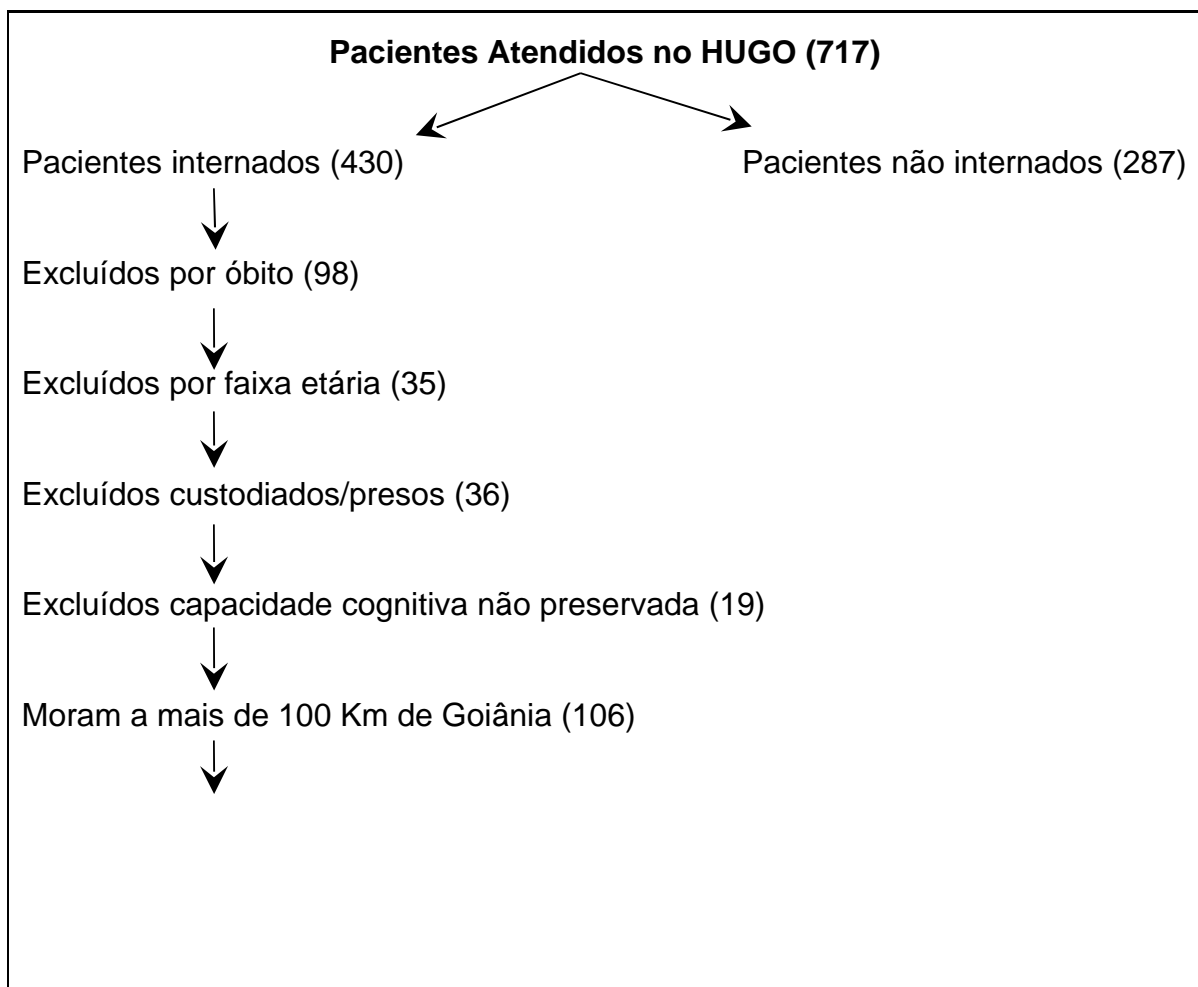 Pacientes Atendidos no HUGO (717)
Pacientes internados (430)
Pacientes não internados (287)
Excluídos por óbito (98)
Excluídos por faixa etária (35)
Excluídos custodiados/presos (36)
Excluídos capacidade cognitiva não preservada (19)
Moram a mais de 100 Km de Goiânia (106)